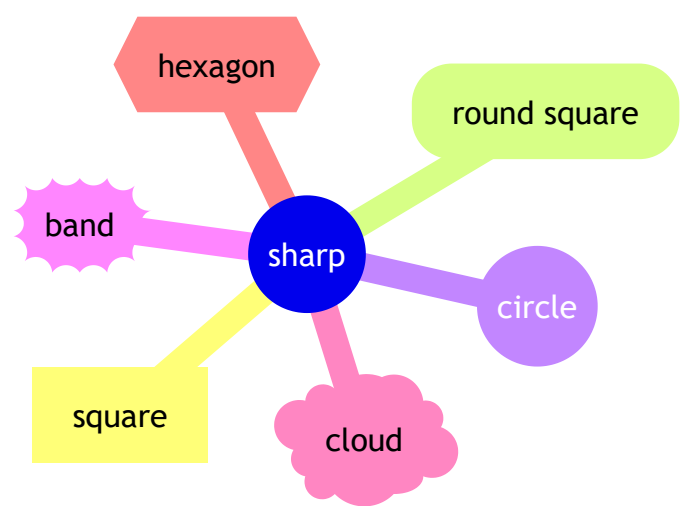 hexagon
round square
band
sharp
circle
square
cloud